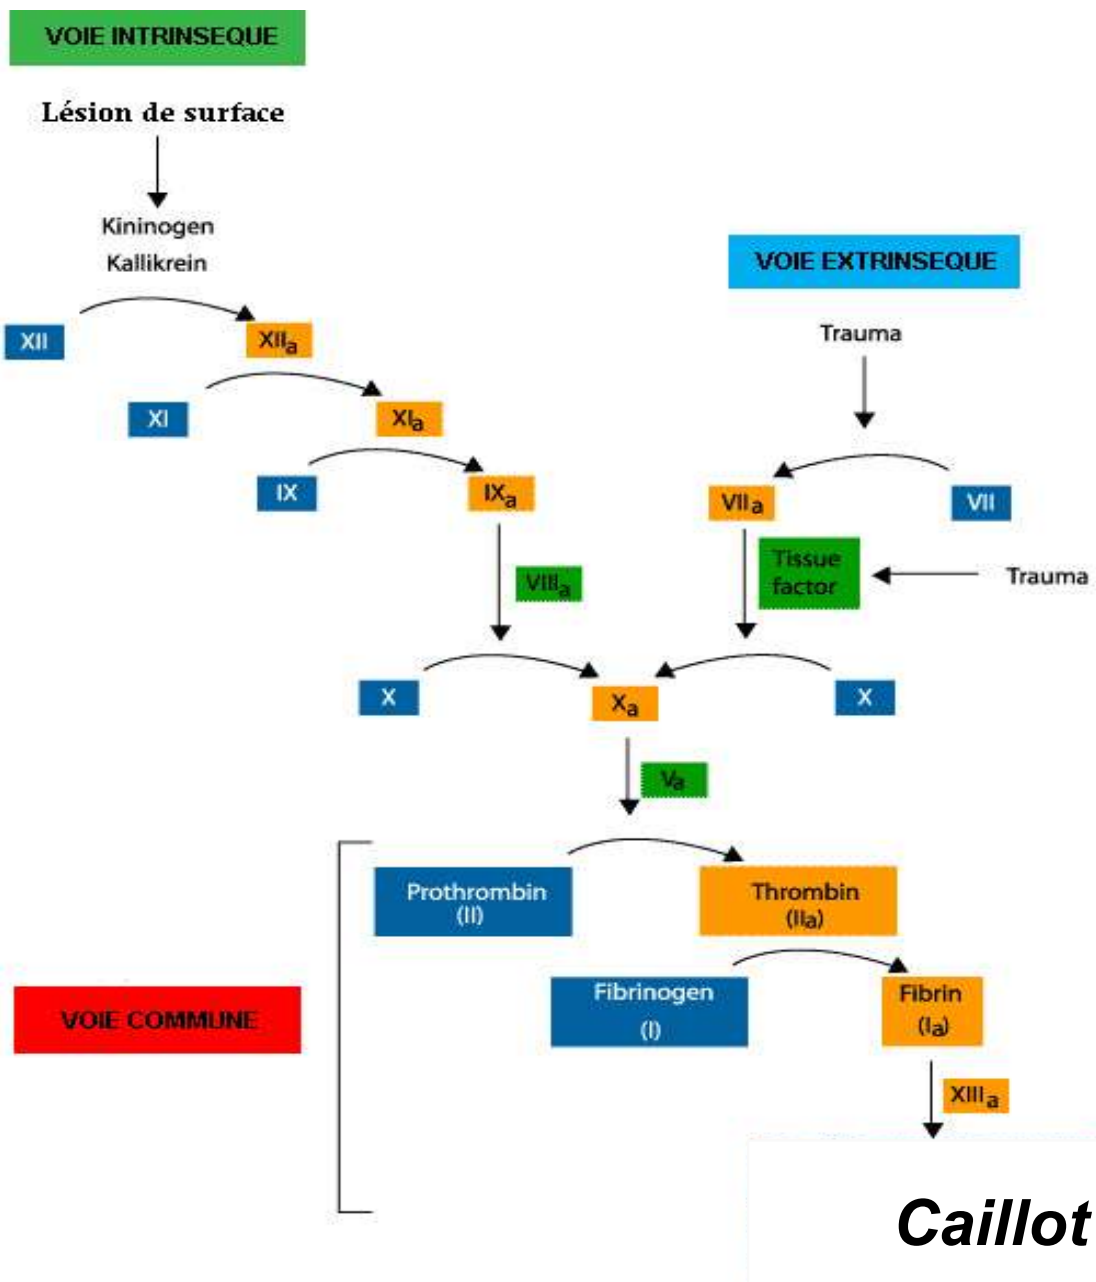 VOIE INTRINSEQUE
Lésion de surface
Kininogen
Kallikrein
VOIE EXTRINSEQUE
Trauma
XII
XIIa
XI
XIa
IX
IXa
VIIa
VII
VIIIa
Tissue
factor
Trauma
X
Xa
X
Va
Prothrombin
(II)
Thrombin
(IIa)
Fibrinogen
(I)
Fibrin
(Ia)
VOIE COMMUNE
XIIIa
Caillot